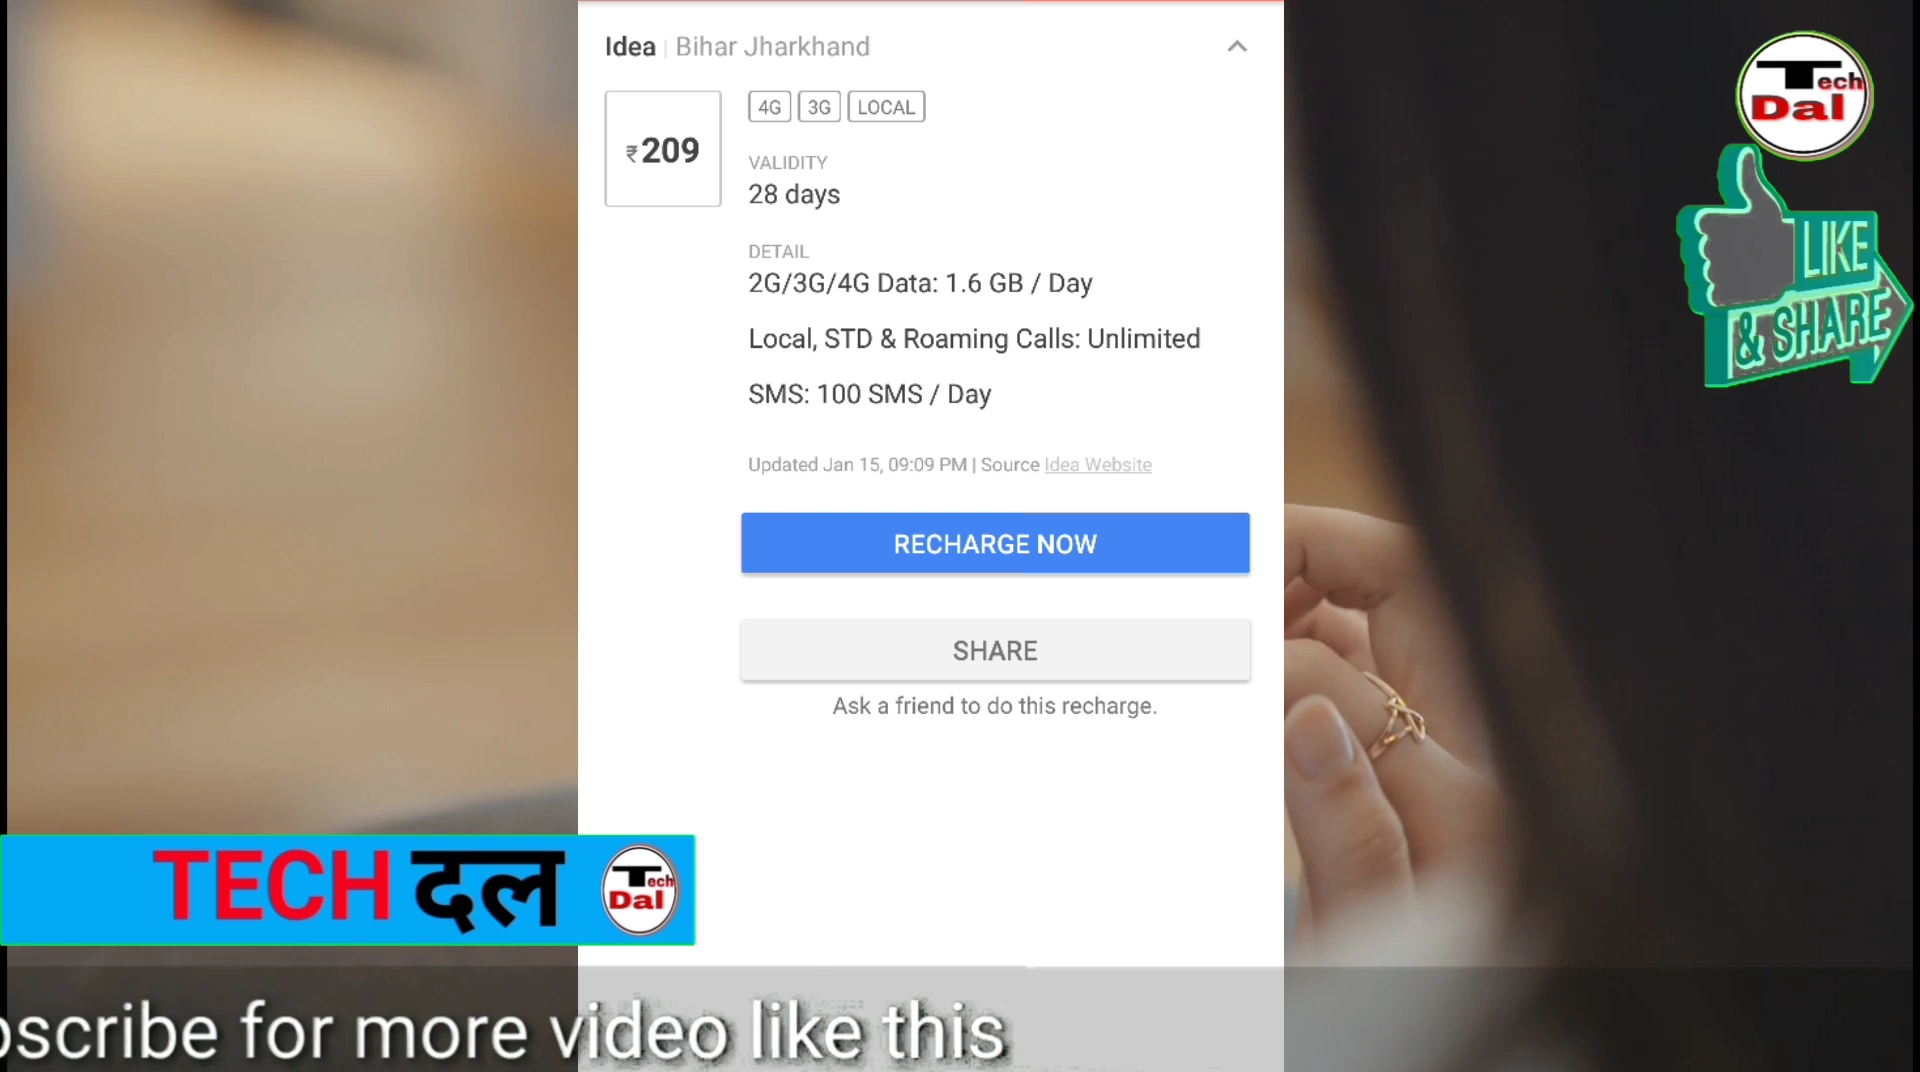 Idea | Bihar Jharkhand
₹209
4G 3G LOCAL
VALIDITY
28 days
DETAIL
2G/3G/4G Data: 1.6 GB / Day
Local, STD & Roaming Calls: Unlimited
SMS: 100 SMS / Day
Updated Jan 15, 09:09 PM | Source Idea Website
RECHARGE NOW
SHARE
Ask a friend to do this recharge.
Tech
Dal
LIKE
& SHARE
TECH दल
Tech
Dal
bscribe for more video like this